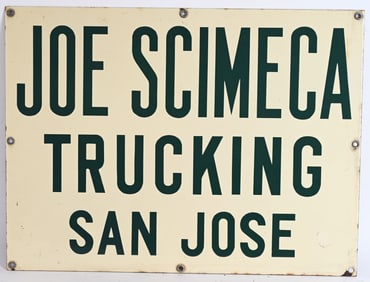 JOE SCIMECA
TRUCKING
SAN JOSE